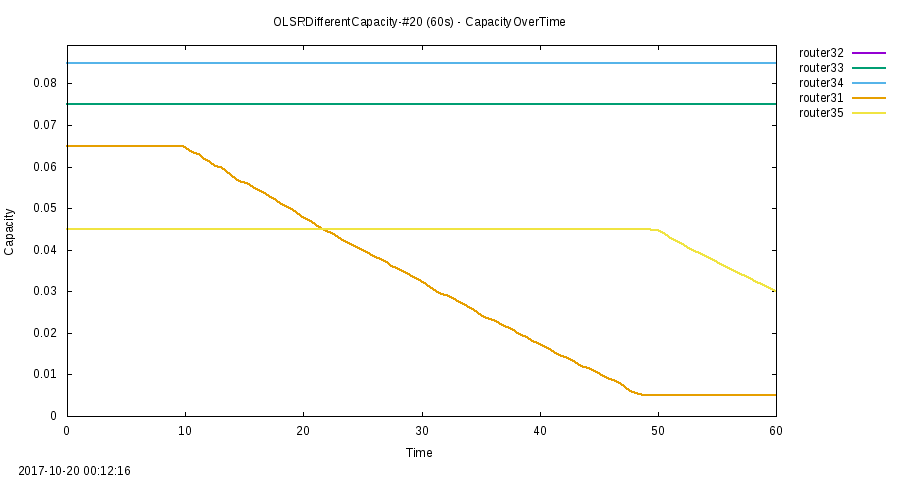 OLSRDifferentCapacity-#20 (60s) - CapacityOverTime
router32
router33
router34
router31
router35
0.08
0.07
0.06
0.05
0.04
0.03
0.02
0.01
0
Capacity
0 10 20 30 40 50 60
Time
2017-10-20 00:12:16